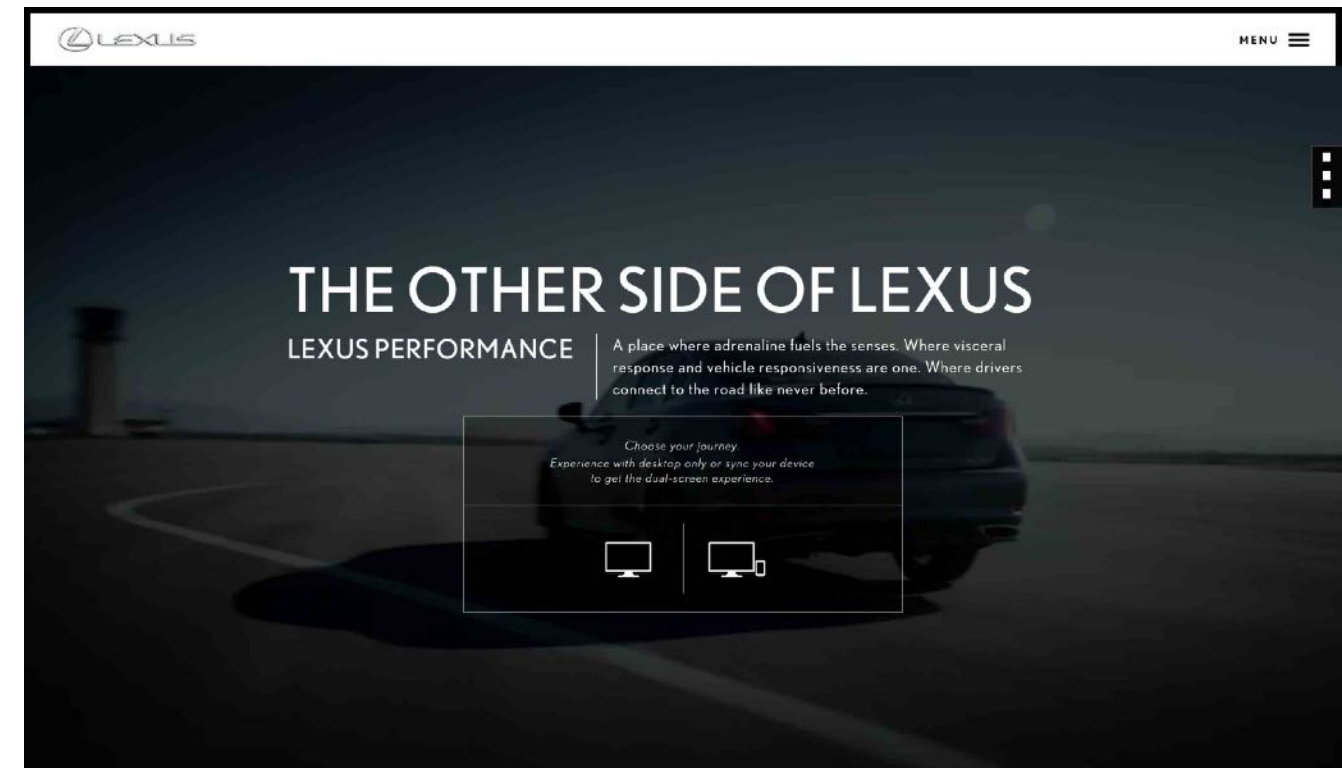 LEXUS
MENU
THE OTHER SIDE OF LEXUS
LEXUS PERFORMANCE
A place where adrenaline fuels the senses. Where visceral
response and vehicle responsiveness are one. Where drivers
connect to the road like never before.
Choose your journey.
Experience with desktop only or sync your device
to get the dual-screen experience.